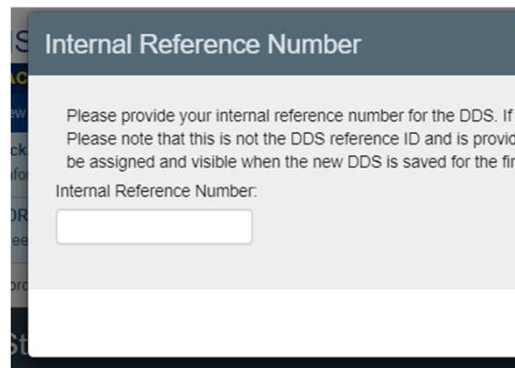 Internal Reference Number
Please provide your internal reference number for the DDS. If
Please note that this is not the DDS reference ID and is provid
be assigned and visible when the new DDS is saved for the fir
Internal Reference Number: